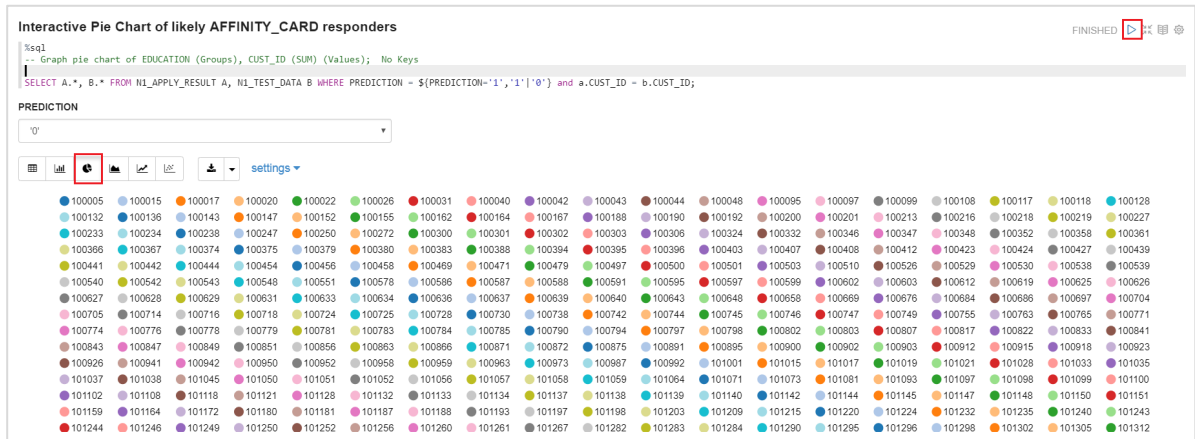 Interactive Pie Chart of likely AFFINITY_CARD responders
FINISHED
%sql
-- Graph pie chart of EDUCATION (Groups), CUST_ID (SUM) (Values);  No Keys
SELECT A.*, B.* FROM N1_APPLY_RESULT A, N1_TEST_DATA B WHERE PREDICTION = ${PREDICTION='1','1'|'0'} and a.CUST_ID = b.CUST_ID;
PREDICTION
'0'
settings
100005 100015 100017 100020 100022 100026 100031 100040 100042 100043 100044 100048 100095 100097 100099 100108 100117 100118 100128
100132 100136 100143 100147 100152 100155 100162 100164 100167 100188 100190 100192 100200 100201 100213 100216 100218 100219 100227
100233 100234 100238 100247 100250 100272 100300 100301 100302 100303 100306 100324 100332 100346 100347 100348 100352 100358 100361
100366 100367 100374 100375 100379 100380 100383 100388 100394 100395 100396 100403 100407 100408 100412 100423 100424 100427 100439
100441 100442 100444 100454 100456 100458 100469 100471 100479 100497 100500 100501 100503 100510 100526 100529 100530 100538 100539
100540 100542 100543 100548 100551 100578 100586 100587 100588 100591 100595 100597 100599 100602 100603 100612 100619 100625 100626
100627 100628 100629 100631 100633 100634 100636 100637 100639 100640 100643 100648 100658 100669 100676 100684 100686 100697 100704
100705 100714 100716 100718 100724 100725 100728 100730 100738 100742 100744 100745 100746 100747 100749 100755 100763 100765 100771
100774 100776 100778 100779 100781 100783 100784 100785 100790 100794 100797 100798 100802 100803 100807 100817 100822 100833 100841
100843 100847 100849 100851 100856 100863 100866 100871 100872 100875 100891 100895 100900 100902 100903 100912 100915 100918 100923
100926 100941 100942 100950 100952 100958 100959 100963 100973 100987 100992 101001 101015 101017 101019 101021 101028 101033 101035
101037 101038 101045 101050 101051 101052 101056 101057 101058 101059 101064 101071 101073 101081 101093 101097 101098 101099 101100
101102 101108 101118 101121 101128 101132 101133 101134 101137 101138 101139 101140 101142 101144 101145 101147 101148 101150 101151
101159 101164 101172 101180 101181 101187 101188 101193 101197 101198 101203 101209 101215 101220 101224 101232 101235 101240 101243
101244 101246 101249 101250 101252 101256 101260 101261 101267 101282 101283 101284 101290 101295 101296 101298 101302 101305 101312